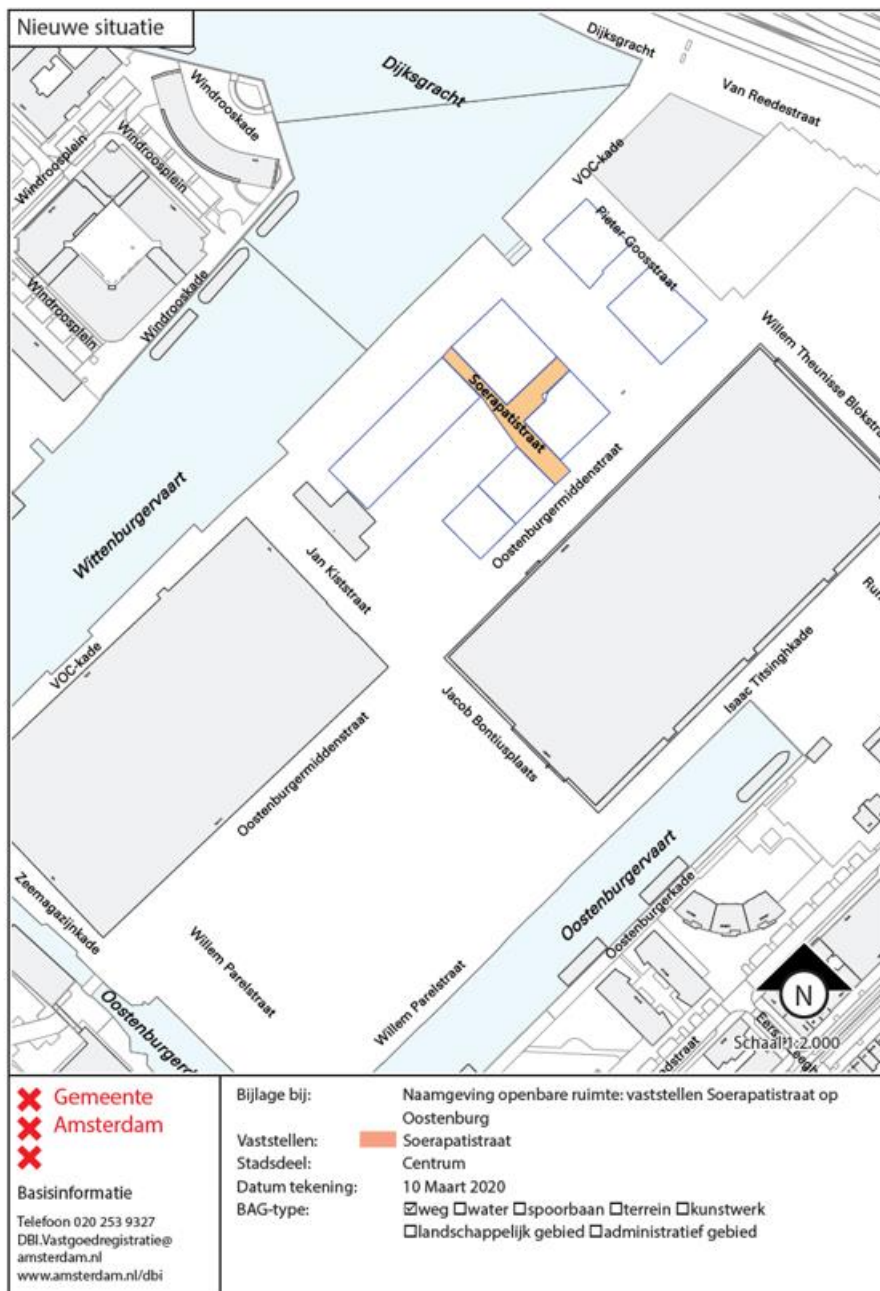 Nieuwe situatie
Dijksgracht
Dijksgracht
Van Reedestraat
Windrooskade
Windroosplein
Windroosplein
VOC-kade
Pieter Goosstraat
Windroosplein
Windrooskade
Willem Theunisse Blokstra
Soerapatistraat
Oostenburgermiddenstraat
Wittenburgervaart
Jan Kiststraat
VOC-kade
Isaac Titsinghkade
Jacob Bontiusplaats
Oostenburgermiddenstraat
Oostenburgervaart
Oostenburgerkade
Zeemagazijnkade
Willem Parelstraat
Willem Parelstraat
N
Schaal 1:2.000
Gemeente
Amsterdam
Basisinformatie
Telefoon 020 253 9327
DBI.Vastgoedregistratie@
amsterdam.nl
www.amsterdam.nl/dbi
Bijlage bij: Naamgeving openbare ruimte: vaststellen Soerapatistraat op
Oostenburg
Vaststellen: Soerapatistraat
Stadsdeel: Centrum
Datum tekening: 10 Maart 2020
BAG-type: ☑weg ☐water ☐spoorbaan ☐terrein ☐kunstwerk
☐landschappelijk gebied ☐administratief gebied